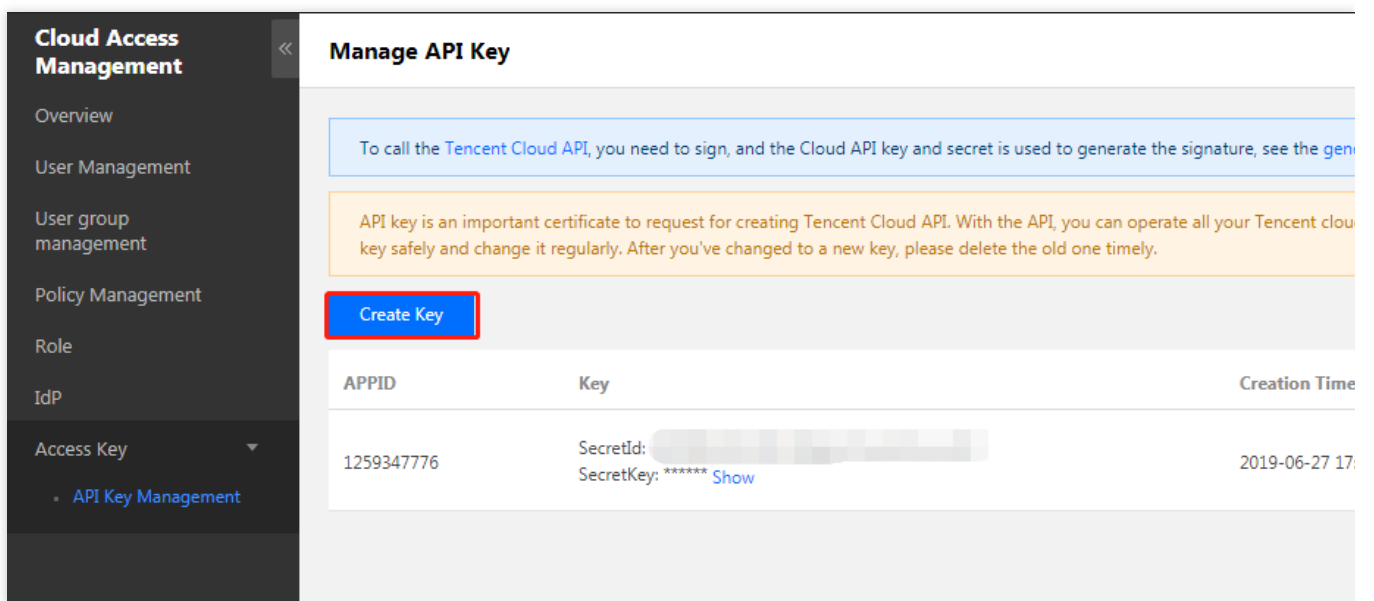 Cloud Access
Management
«
Manage API Key
Overview
User Management
User group
management
Policy Management
Role
IdP
Access Key
API Key Management
To call the Tencent Cloud API, you need to sign, and the Cloud API key and secret is used to generate the signature, see the
API key is an important certificate to request for creating Tencent Cloud API. With the API, you can operate all your Tencent
key safely and change it regularly. After you've changed to a new key, please delete the old one timely.
Create Key
APPID Key Creation Time
1259347776
SecretId:
SecretKey: ****** Show
2019-06-27 17: